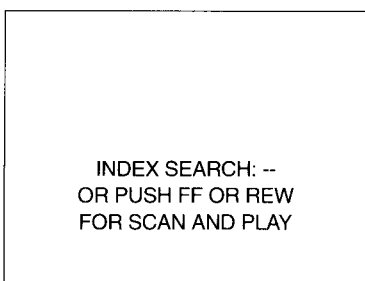 INDEX SEARCH: --
OR PUSH FF OR REW
FOR SCAN AND PLAY